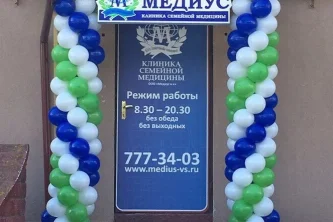 МЕДИУС
КЛИНИКА СЕМЕЙНОЙ МЕДИЦИНЫ
КЛИНИКА
СЕМЕЙНОЙ
МЕДИЦИНЫ
Режим работы
8.30 – 20.30
без обеда
без выходных
777-34-03
www.medius-vs.ru